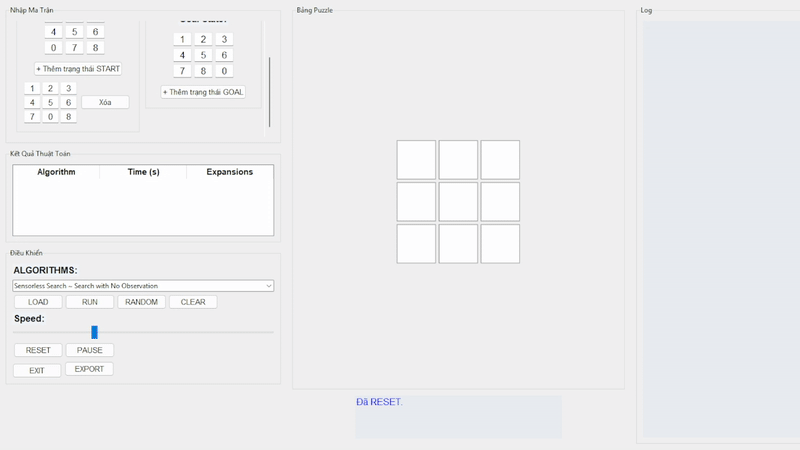 Nhập Ma Trận
4 5 6
0 7 8
+ Thêm trạng thái START
1 2 3
4 5 6
7 0 8
Xóa
1 2 3
4 5 6
7 8 0
+ Thêm trạng thái GOAL
Kết Quả Thuật Toán
Algorithm Time (s) Expansions
Điều Khiển
ALGORITHMS:
Sensorless Search – Search with No Observation
LOAD RUN RANDOM CLEAR
Speed:
RESET PAUSE
EXIT EXPORT
Bảng Puzzle
Đã RESET.
Log